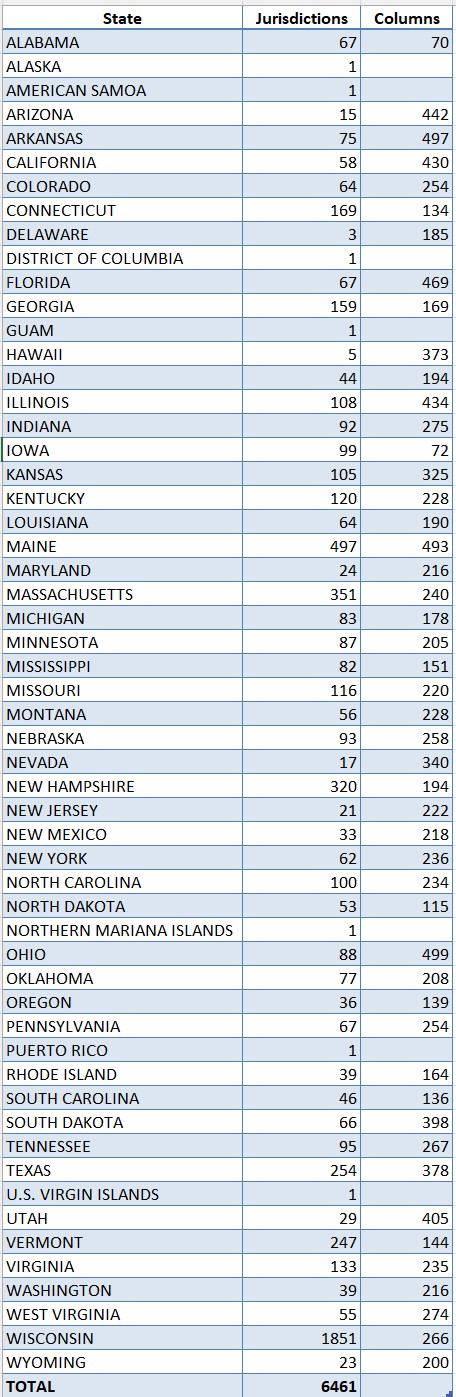 State Jurisdictions Columns
ALABAMA 67 70
ALASKA 1
AMERICAN SAMOA 1
ARIZONA 15 442
ARKANSAS 75 497
CALIFORNIA 58 430
COLORADO 64 254
CONNECTICUT 169 134
DELAWARE 3 185
DISTRICT OF COLUMBIA 1
FLORIDA 67 469
GEORGIA 159 169
GUAM 1
HAWAII 5 373
IDAHO 44 194
ILLINOIS 108 434
INDIANA 92 275
IOWA 99 72
KANSAS 105 325
KENTUCKY 120 228
LOUISIANA 64 190
MAINE 497 493
MARYLAND 24 216
MASSACHUSETTS 351 240
MICHIGAN 83 178
MINNESOTA 87 205
MISSISSIPPI 82 151
MISSOURI 116 220
MONTANA 56 228
NEBRASKA 93 258
NEVADA 17 340
NEW HAMPSHIRE 320 194
NEW JERSEY 21 222
NEW MEXICO 33 218
NEW YORK 62 236
NORTH CAROLINA 100 234
NORTH DAKOTA 53 115
NORTHERN MARIANA ISLANDS 1
OHIO 88 499
OKLAHOMA 77 208
OREGON 36 139
PENNSYLVANIA 67 254
PUERTO RICO 1
RHODE ISLAND 39 164
SOUTH CAROLINA 46 136
SOUTH DAKOTA 66 398
TENNESSEE 95 267
TEXAS 254 378
U.S. VIRGIN ISLANDS 1
UTAH 29 405
VERMONT 247 144
VIRGINIA 133 235
WASHINGTON 39 216
WEST VIRGINIA 55 274
WISCONSIN 1851 266
WYOMING 23 200
TOTAL 6461